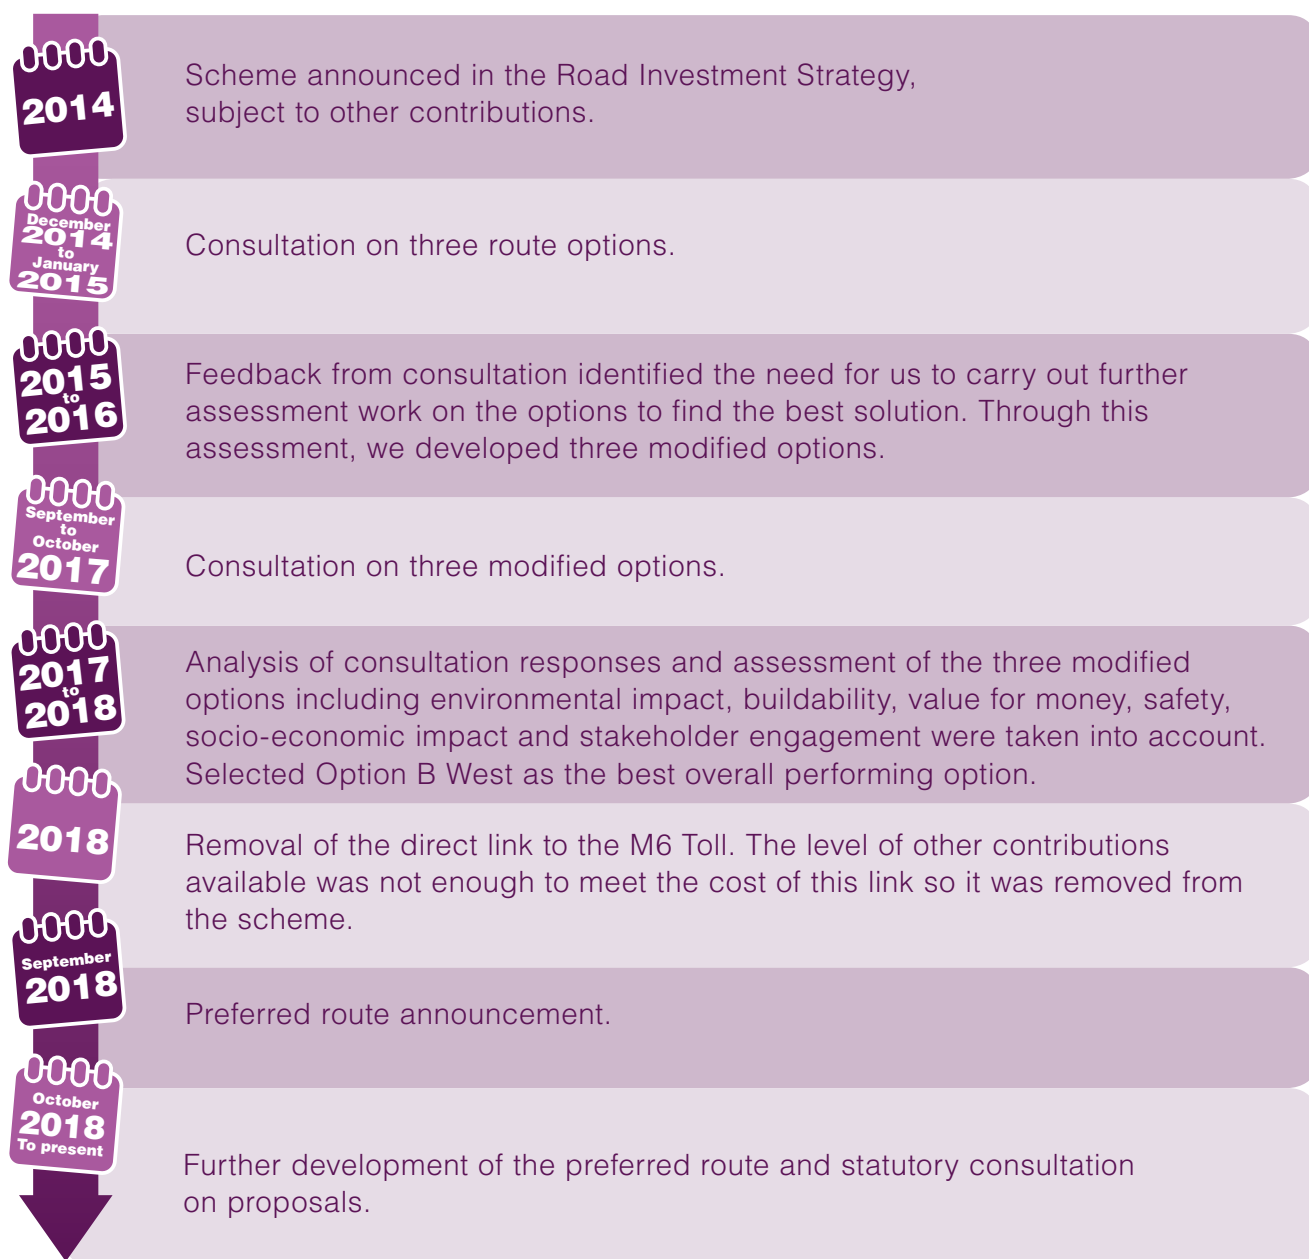 2014
Scheme announced in the Road Investment Strategy,
subject to other contributions.
December
2014
to
January
2015
Consultation on three route options.
2015
to
2016
Feedback from consultation identified the need for us to carry out further
assessment work on the options to find the best solution. Through this
assessment, we developed three modified options.
September
to
October
2017
Consultation on three modified options.
2017
to
2018
Analysis of consultation responses and assessment of the three modified
options including environmental impact, buildability, value for money, safety,
socio-economic impact and stakeholder engagement were taken into account.
Selected Option B West as the best overall performing option.
2018
Removal of the direct link to the M6 Toll. The level of other contributions
available was not enough to meet the cost of this link so it was removed from
the scheme.
September
2018
Preferred route announcement.
October
2018
To present
Further development of the preferred route and statutory consultation
on proposals.